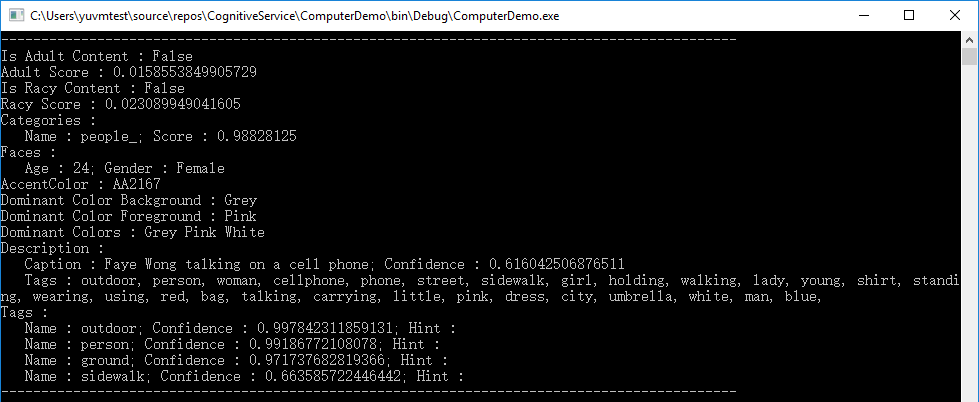 C:\Users\yuvmtest\source\repos\CognitiveService\ComputerDemo\bin\Debug\ComputerDemo.exe
--------------------------------------------------------------------------------------------
Is Adult Content : False
Adult Score : 0.0158553849905729
Is Racy Content : False
Racy Score : 0.023089949041605
Categories :
   Name : people_; Score : 0.98828125
Faces :
   Age : 24; Gender : Female
AccentColor : AA2167
Dominant Color Background : Grey
Dominant Color Foreground : Pink
Dominant Colors : Grey Pink White
Description :
   Caption : Faye Wong talking on a cell phone; Confidence : 0.616042506876511
   Tags : outdoor, person, woman, cellphone, phone, street, sidewalk, girl, holding, walking, lady, young, shirt, standi
ng, wearing, using, red, bag, talking, carrying, little, pink, dress, city, umbrella, white, man, blue,
Tags :
   Name : outdoor; Confidence : 0.997842311859131; Hint :
   Name : person; Confidence : 0.99186772108078; Hint :
   Name : ground; Confidence : 0.971737682819366; Hint :
   Name : sidewalk; Confidence : 0.663585722446442; Hint :
--------------------------------------------------------------------------------------------